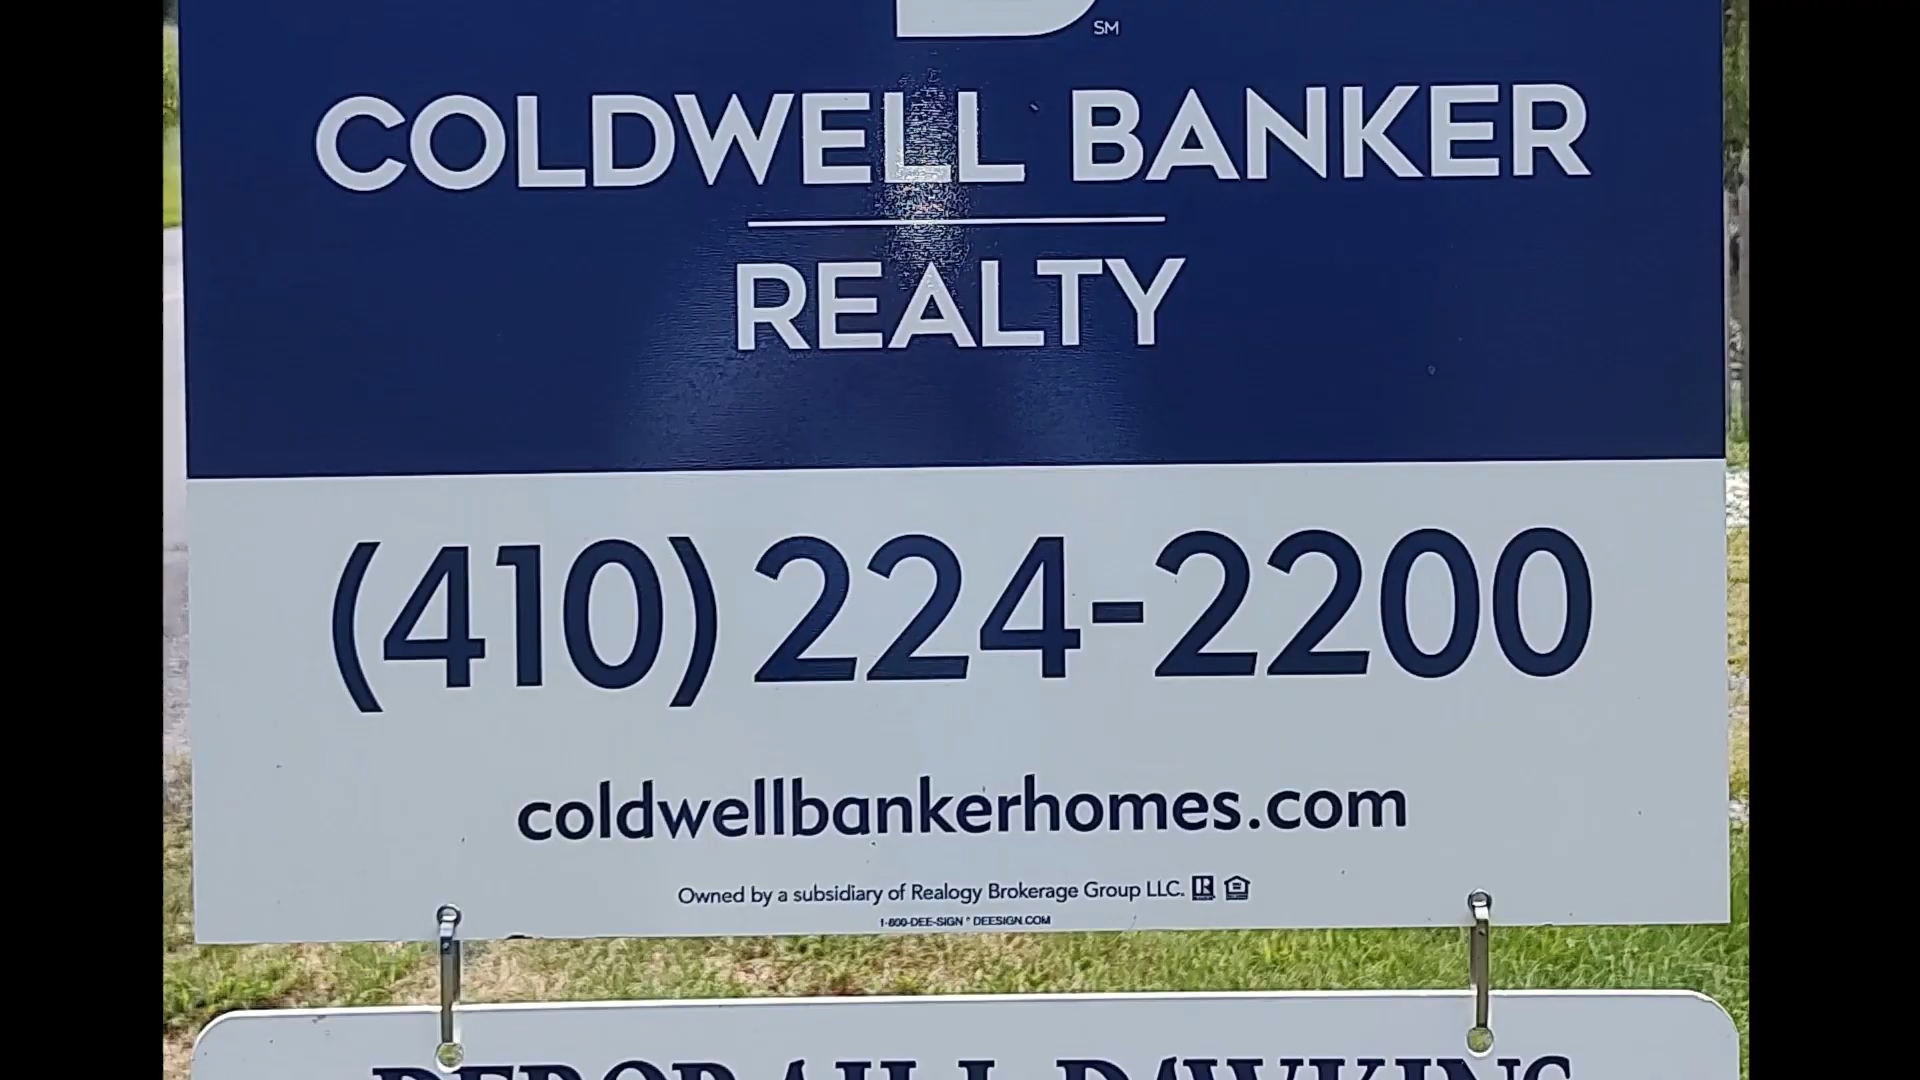 SM
COLDWELL BANKER
REALTY
(410) 224-2200
coldwellbankerhomes.com
Owned by a subsidiary of Realogy Brokerage Group LLC.
1-800-DEE-SIGN * DEESIGN.COM